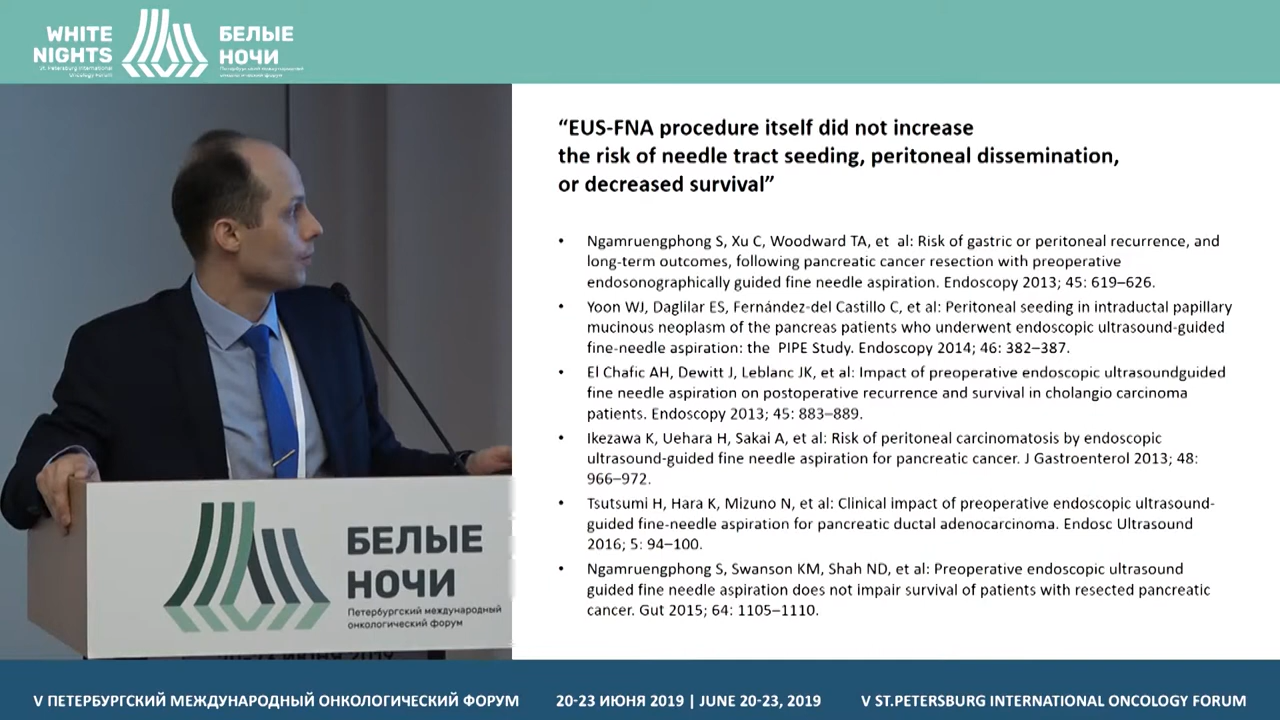 WHITE
NIGHTS
St. Petersburg International
Oncology Forum
БЕЛЫЕ
НОЧИ
Петербургский международный
онкологический форум
“EUS-FNA procedure itself did not increase
the risk of needle tract seeding, peritoneal dissemination,
or decreased survival”
• Ngamruengphong S, Xu C, Woodward TA, et al: Risk of gastric or peritoneal recurrence, and
long-term outcomes, following pancreatic cancer resection with preoperative
endosonographically guided fine needle aspiration. Endoscopy 2013; 45: 619–626.
• Yoon WJ, Daglilar ES, Fernández-del Castillo C, et al: Peritoneal seeding in intraductal papillary
mucinous neoplasm of the pancreas patients who underwent endoscopic ultrasound-guided
fine-needle aspiration: the PIPE Study. Endoscopy 2014; 46: 382–387.
• El Chafic AH, Dewitt J, Leblanc JK, et al: Impact of preoperative endoscopic ultrasoundguided
fine needle aspiration on postoperative recurrence and survival in cholangio carcinoma
patients. Endoscopy 2013; 45: 883–889.
• Ikezawa K, Uehara H, Sakai A, et al: Risk of peritoneal carcinomatosis by endoscopic
ultrasound-guided fine needle aspiration for pancreatic cancer. J Gastroenterol 2013; 48:
966–972.
• Tsutsumi H, Hara K, Mizuno N, et al: Clinical impact of preoperative endoscopic ultrasound-
guided fine-needle aspiration for pancreatic ductal adenocarcinoma. Endosc Ultrasound
2016; 5: 94–100.
• Ngamruengphong S, Swanson KM, Shah ND, et al: Preoperative endoscopic ultrasound
guided fine needle aspiration does not impair survival of patients with resected pancreatic
cancer. Gut 2015; 64: 1105–1110.
БЕЛЫЕ
НОЧИ
Петербургский международный
онкологический форум
20-23 ИЮНЯ 2019
V ПЕТЕРБУРГСКИЙ МЕЖДУНАРОДНЫЙ ОНКОЛОГИЧЕСКИЙ ФОРУМ
20-23 ИЮНЯ 2019 | JUNE 20-23, 2019
V ST.PETERSBURG INTERNATIONAL ONCOLOGY FORUM